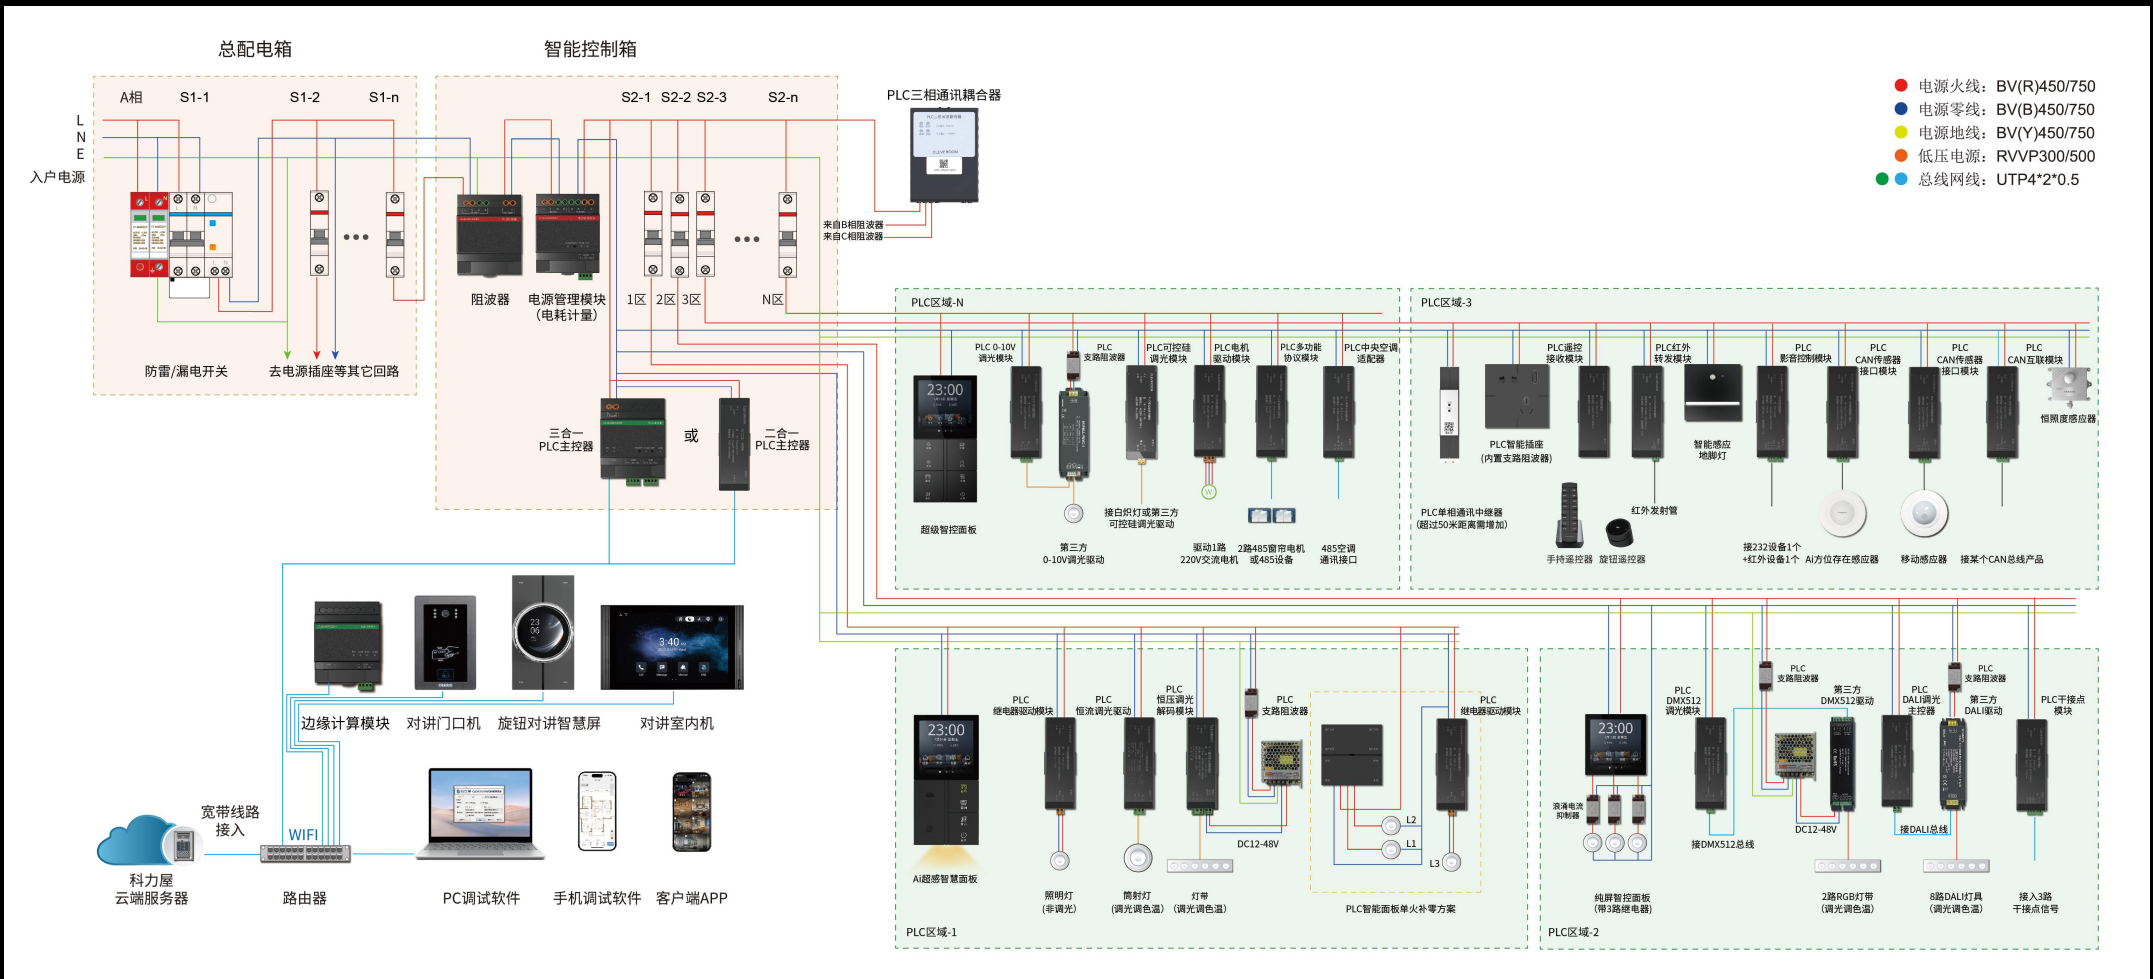 总配电箱
智能控制箱
A相
S1-1
S1-2
S1-n
S2-1
S2-2
S2-3
S2-n
L
N
E
入户电源
PLC三相通讯耦合器
CLEVEROOM
来自B相阻波器
来自C相阻波器
电源火线：BV(R)450/750
电源零线：BV(B)450/750
电源地线：BV(Y)450/750
低压电源：RVVP300/500
总线网线：UTP4*2*0.5
阻波器
电源管理模块
（电耗计量）
1区
2区
3区
N区
防雷/漏电开关
去电源插座等其它回路
三合一
PLC主控器
或
二合一
PLC主控器
PLC区域-N
PLC 0-10V
调光模块
PLC
支路阻波器
PLC可控硅
调光模块
PLC电机
驱动模块
PLC多功能
协议模块
PLC中央空调
适配器
23:00
超级智控面板
第三方
0-10V调光驱动
接白炽灯或第三方
可控硅调光驱动
W
驱动1路
220V交流电机
2路485窗帘电机
或485设备
485空调
通讯接口
PLC区域-3
PLC遥控
接收模块
PLC红外
转发模块
PLC
影音控制模块
PLC
CAN传感器
接口模块
PLC
CAN传感器
接口模块
PLC
CAN互联模块
恒照度感应器
PLC智能插座
(内置支路阻波器)
智能感应
地脚灯
PLC单相通讯中继器
（超过50米距离需增加）
手持遥控器
旋钮遥控器
红外发射管
接232设备1个
+红外设备1个
Ai方位存在感应器
移动感应器
接某个CAN总线产品
23
06
3:40
边缘计算模块
对讲门口机
旋钮对讲智慧屏
对讲室内机
宽带线路
接入
WIFI
科力屋
云端服务器
路由器
PC调试软件
手机调试软件
客户端APP
PLC
继电器驱动模块
PLC
恒流调光驱动
PLC
恒压调光
解码模块
PLC
支路阻波器
PLC
继电器驱动模块
23:00
Ai超感智慧面板
照明灯
(非调光)
筒射灯
(调光调色温)
灯带
（调光调色温）
DC12-48V
L2
L1
L3
PLC智能面板单火补零方案
PLC区域-1
PLC
DMX512
调光模块
PLC
支路阻波器
第三方
DMX512驱动
PLC
DALI调光
主控器
PLC
支路阻波器
第三方
DALI驱动
PLC干接点
模块
23:00
浪涌电流
抑制器
接DMX512总线
DC12-48V
接DALI总线
纯屏智控面板
(带3路继电器)
2路RGB灯带
（调光调色温）
8路DALI灯具
（调光调色温）
接入3路
干接点信号
PLC区域-2